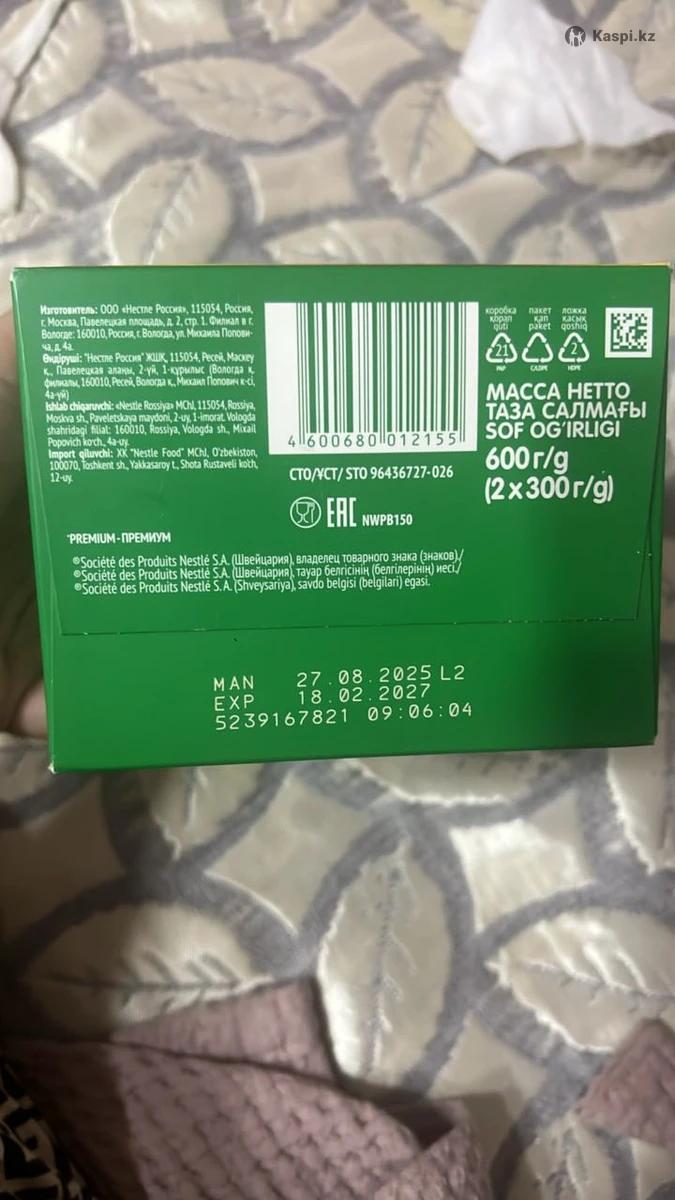 Kaspi.kz
Изготовитель: ООО «Нестле Россия», 115054, Россия,
г. Москва, Павелецкая площадь, д. 2, стр. 1. Филиал в г.
Вологде: 160010, Россия, г. Вологда, ул. Михаила Попови-
ча, д. 4а.
Өндіруші: "Нестле Россия" ЖШҚ, 115054, Ресей, Мәскеу
қ., Павелецкая алаңы, 2-үй, 1-құрылыс (Вологда қ.
филиалы, 160010, Ресей, Вологда қ., Михаил Попович к-сі,
4а-үй)
Ishlab chiqaruvchi: «Nestle Rossiya» MChJ, 115054, Rossiya,
Moskva sh., Paveletskaya maydoni, 2-uy, 1-imorat. Vologda
shahridagi filial: 160010, Rossiya, Vologda sh., Mixail
Popovich ko'ch., 4a-uy.
Import qiluvchi: XK "Nestle Food" MChJ, O'zbekiston,
100070, Toshkent sh., Yakkasaroy t., Shota Rustaveli ko'ch,
12-uy.
4 600680 012155
СТО/ҰСТ/ STO 96436727-026
EAC NWPB150
коробка
қорап
quti
21
PAP
пакет
қап
paket
C/LDPE
ложка
қасық
qoshiq
2
HDPE
МАССА НЕТТО
ТАЗА САЛМАҒЫ
SOF OG'IRLIGI
600 г/g
(2 x 300 г/g)
*PREMIUM - ПРЕМИУМ
®Société des Produits Nestlé S.A. (Швейцария), владелец товарного знака (знаков)./
®Société des Produits Nestlé S.A. (Швейцария), тауар белгісінің (белгілерінің) иесі./
®Société des Produits Nestlé S.A. (Shveysariya), savdo belgisi (belgilari) egasi.
MAN 27.08.2025 L2
EXP 18.02.2027
5239167821 09:06:04